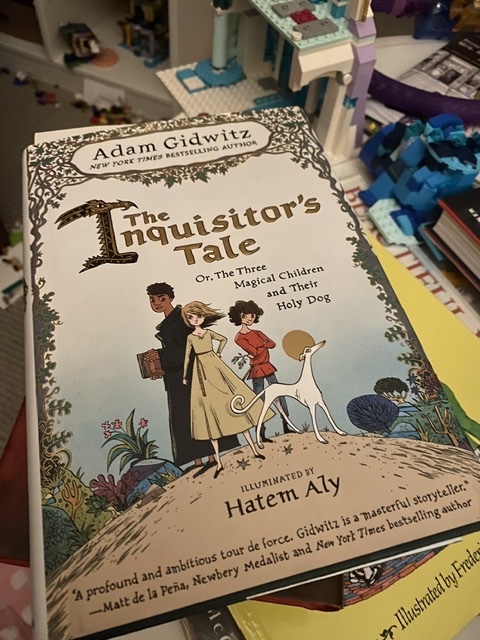 Adam Gidwitz
NEW YORK TIMES BESTSELLING AUTHOR
The
Inquisitor's
Tale
Or, The Three
Magical Children
and Their
Holy Dog
ILLUMINATED BY
Hatem Aly
"A profound and ambitious tour de force. Gidwitz is a masterful storyteller."
—Matt de la Peña, Newbery Medalist and New York Times bestselling author
Illustrated by Frederi